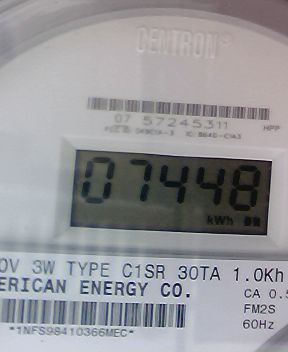 CENTRON®
07 57245311
HPP
07448
kWh
0V 3W TYPE C1SR 30TA 1.0Kh
ERICAN ENERGY CO.
CA 0.5
FM2S
60Hz
*1NFS98410366MEC*